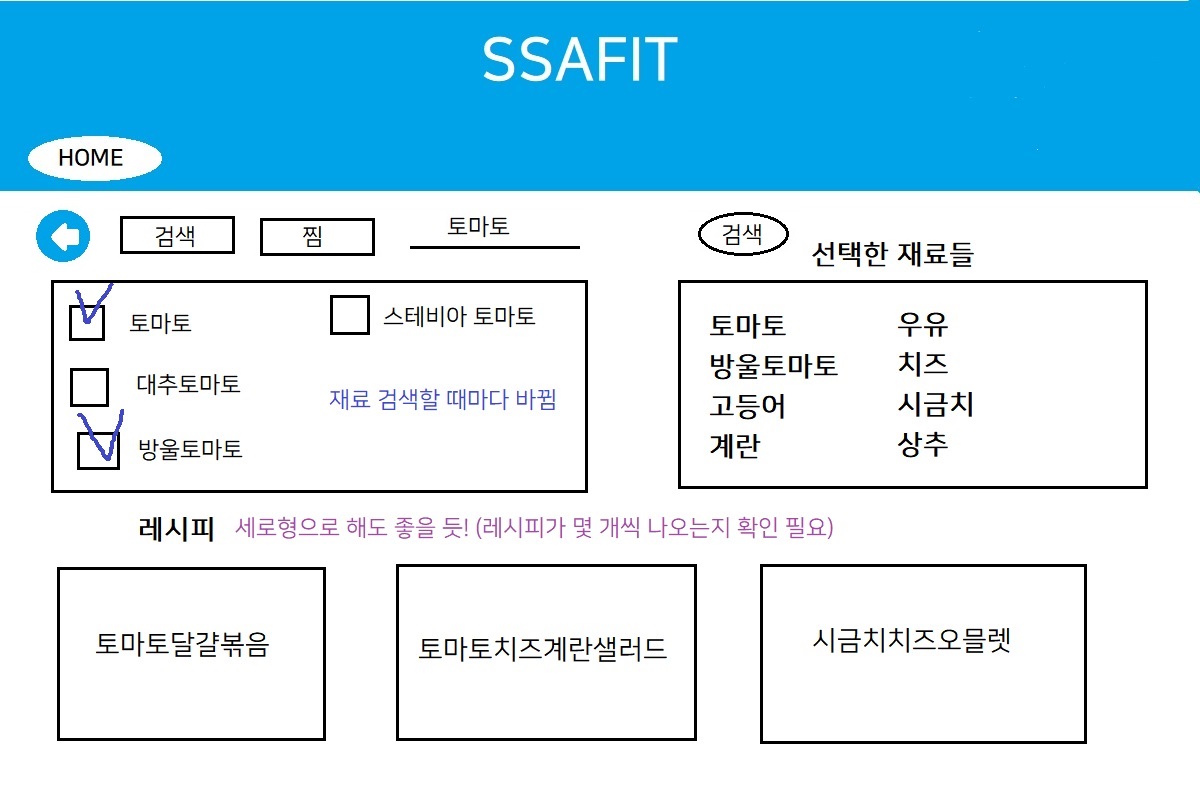 SSAFIT
HOME
검색
찜
토마토
검색
선택한 재료들
토마토
스테비아 토마토
대추토마토
재료 검색할 때마다 바뀜
방울토마토
토마토
우유
방울토마토
치즈
고등어
시금치
계란
상추
레시피 세로형으로 해도 좋을 듯! (레시피가 몇 개씩 나오는지 확인 필요)
토마토달걀볶음
토마토치즈계란샐러드
시금치치즈오믈렛